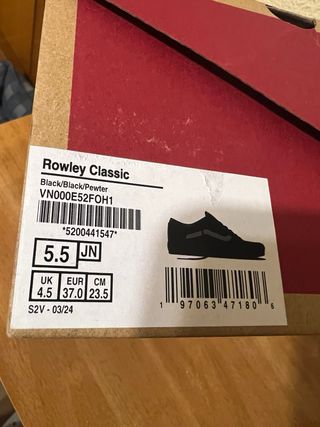 Rowley Classic
Black/Black/Pewter
VN000E52FOH1
*5200441547*
5.5 JN
UK EUR CM
4.5 37.0 23.5
S2V - 03/24
1 97063 47180 6